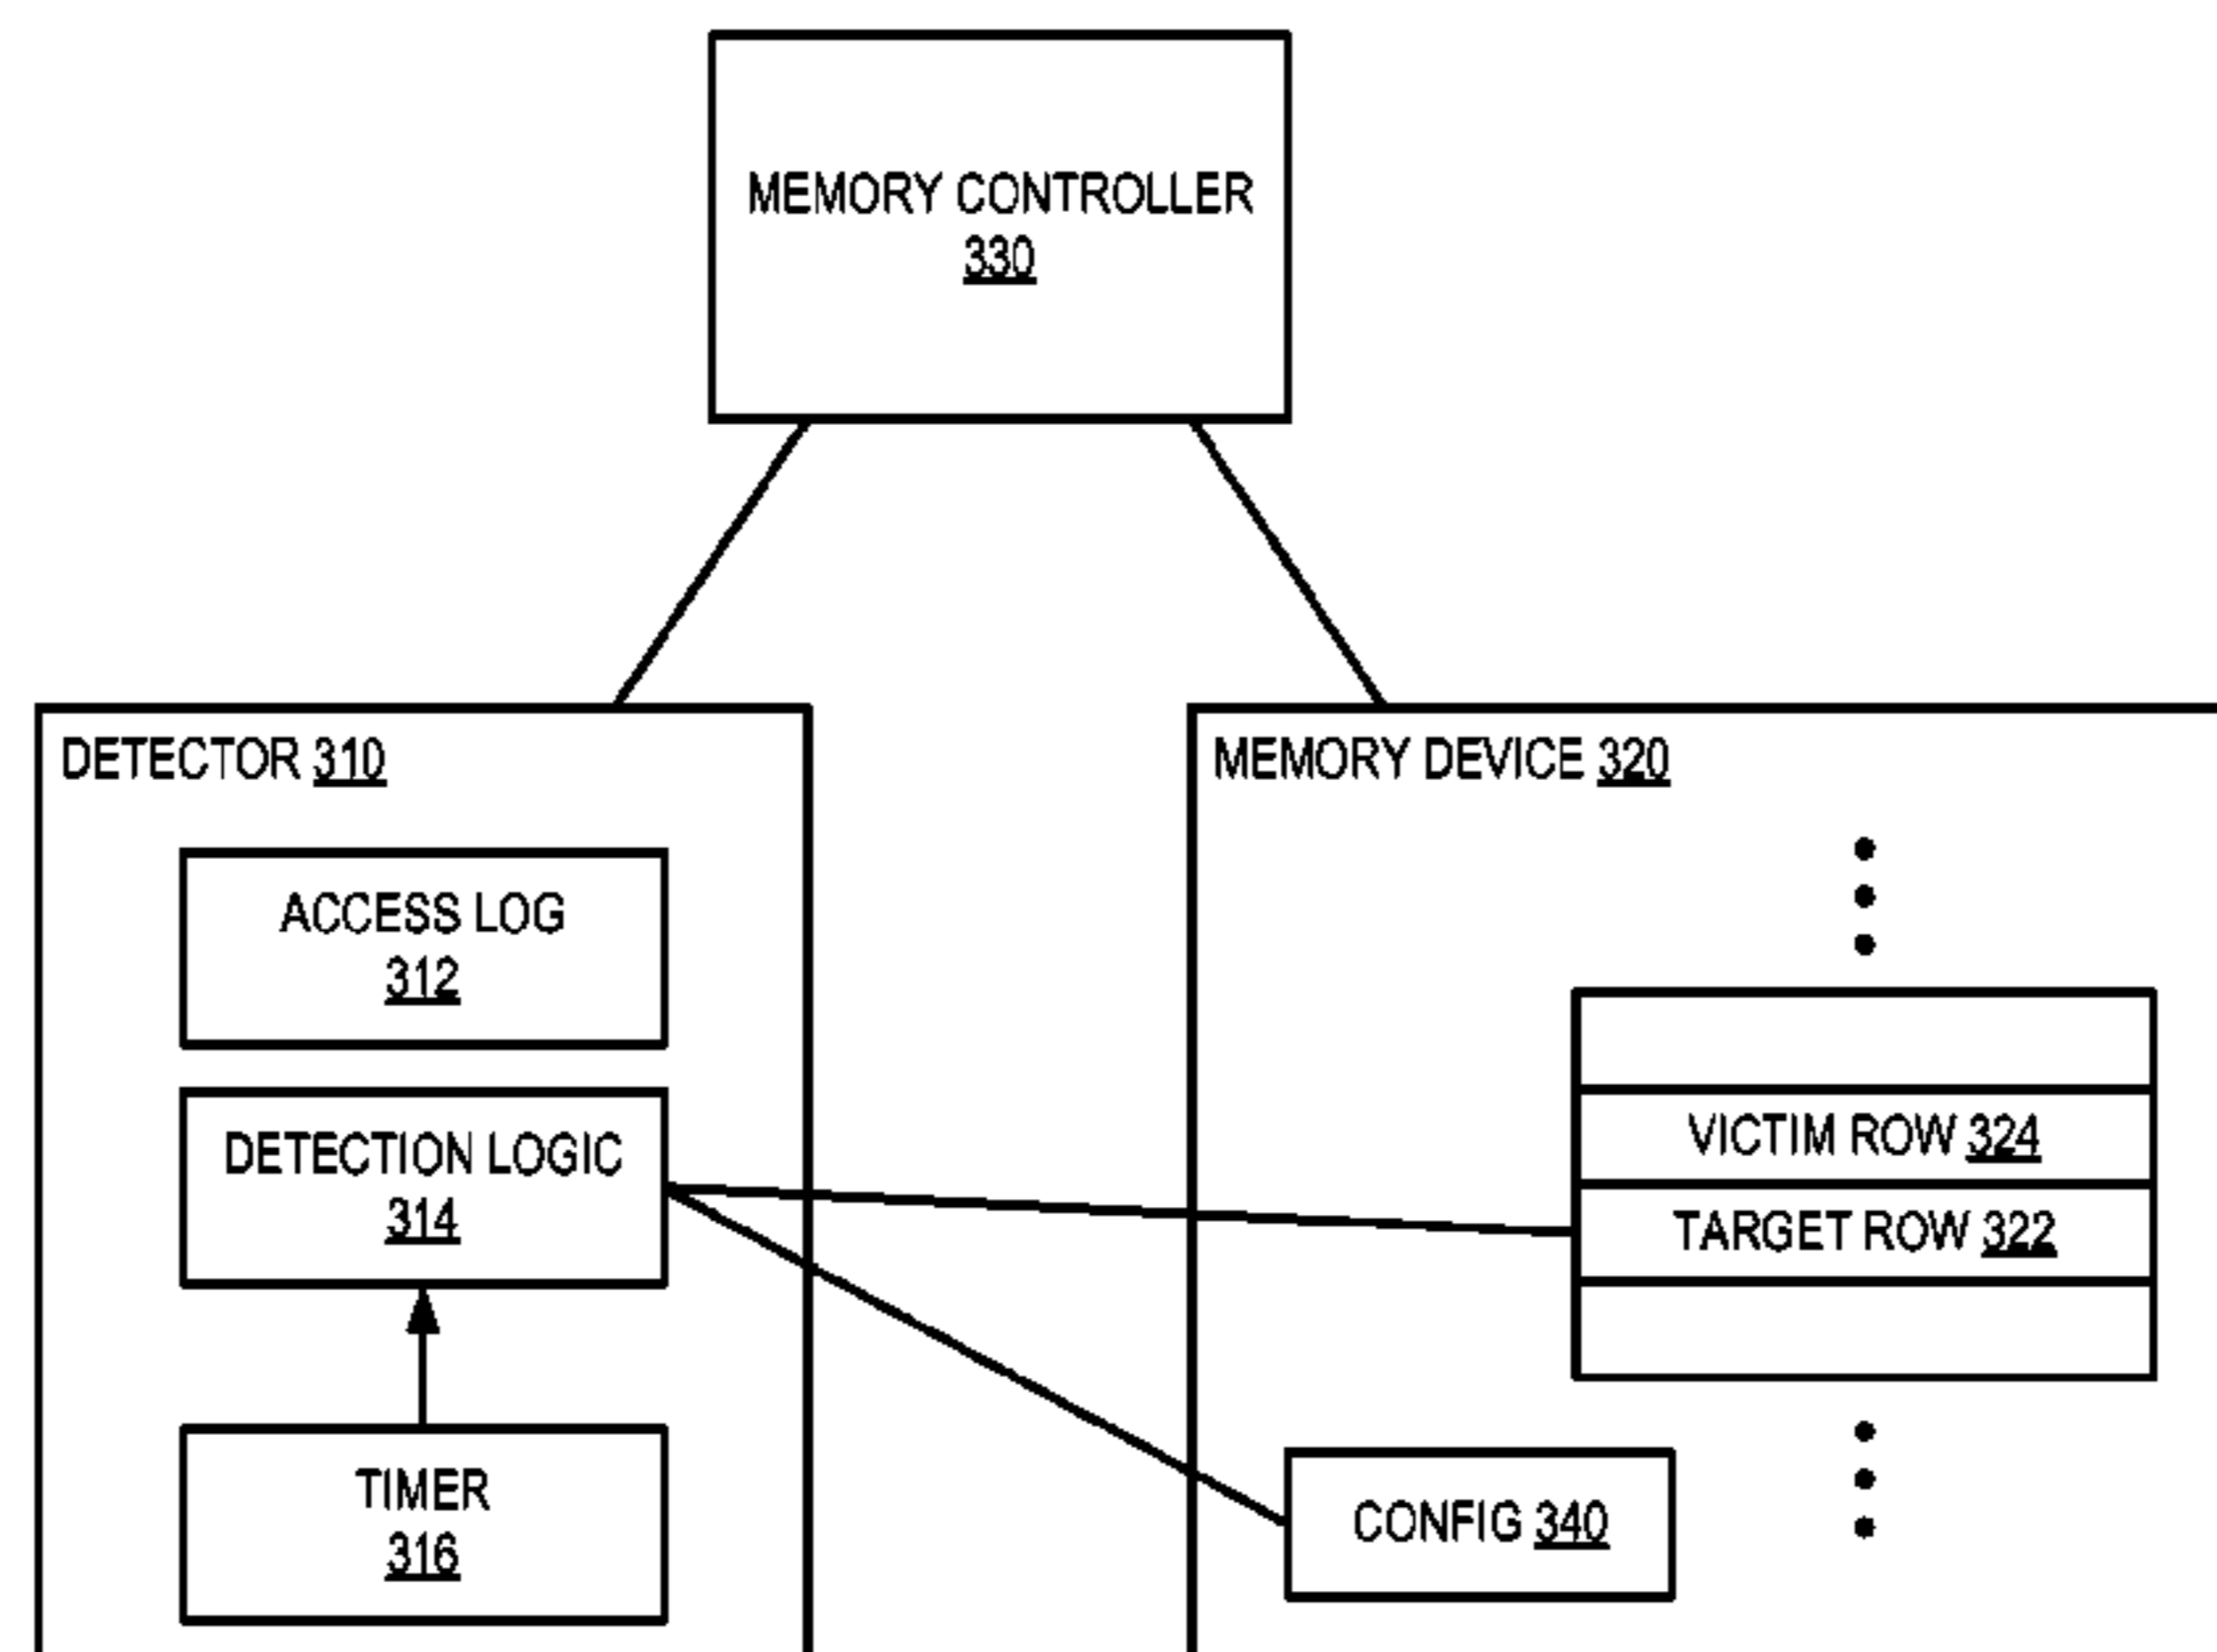 MEMORY CONTROLLER
330
DETECTOR 310
ACCESS LOG
312
DETECTION LOGIC
314
TIMER
316
MEMORY DEVICE 320
VICTIM ROW 324
TARGET ROW 322
CONFIG 340